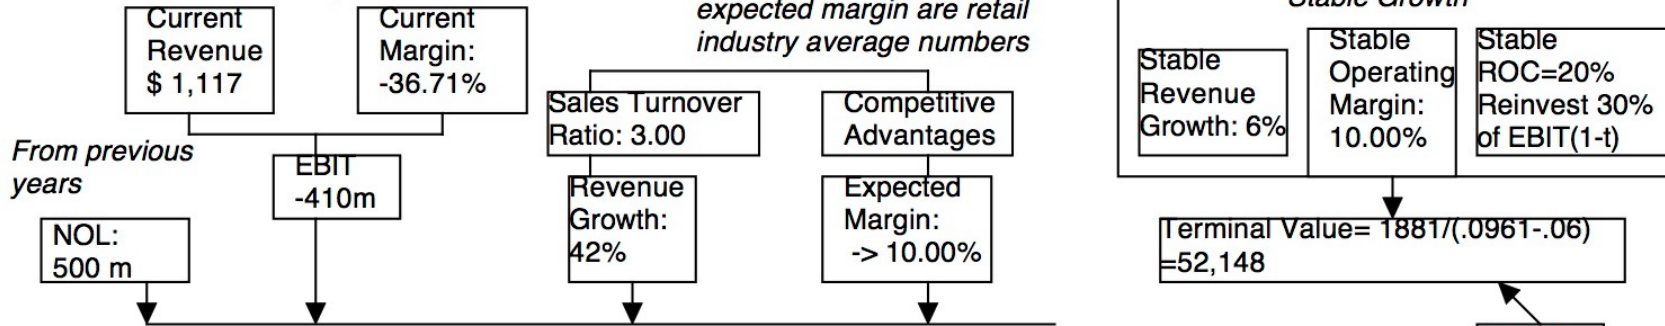 Current
Revenue
$ 1,117
Current
Margin:
-36.71%
expected margin are retail
industry average numbers
Stable Growth
Stable
Revenue
Growth: 6%
Stable
Operating
Margin:
10.00%
Stable
ROC=20%
Reinvest 30%
of EBIT(1-t)
Sales Turnover
Ratio: 3.00
Competitive
Advantages
From previous
years
EBIT
-410m
Revenue
Growth:
42%
Expected
Margin:
-> 10.00%
NOL:
500 m
Terminal Value= 1881/(.0961-.06)
=52,148